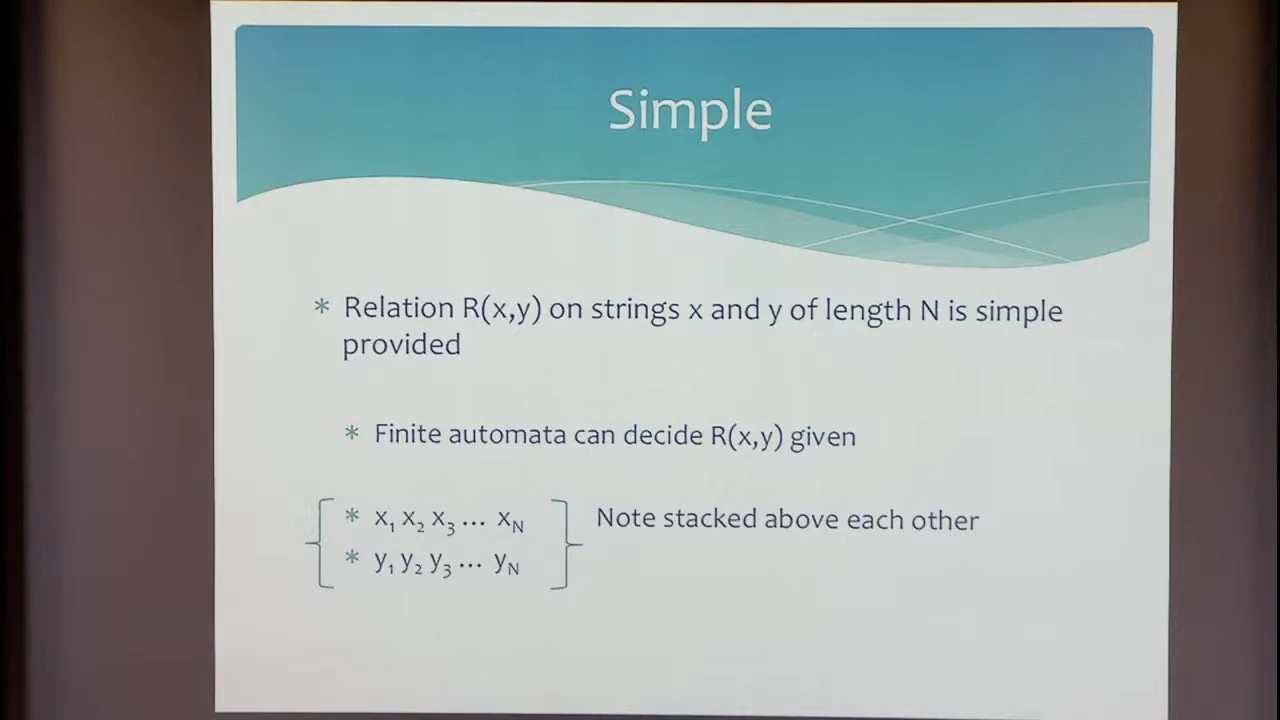 Simple
* Relation R(x,y) on strings x and y of length N is simple
provided
* Finite automata can decide R(x,y) given
* x₁ x₂ x₃ ... x_N Note stacked above each other
* y₁ y₂ y₃ ... y_N